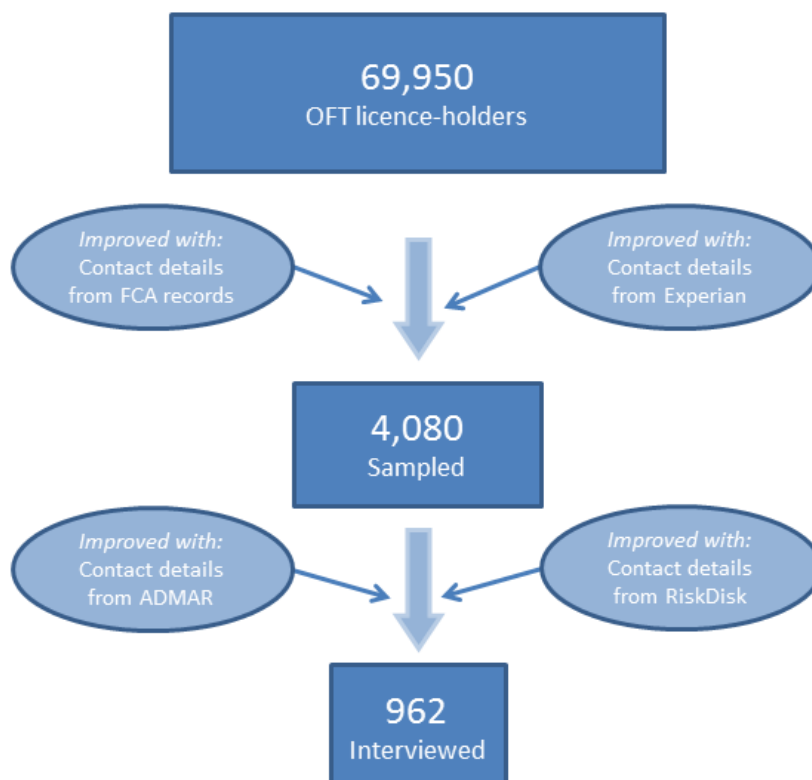 69,950
OFT licence-holders
Improved with:
Contact details
from FCA records
Improved with:
Contact details
from Experian
4,080
Sampled
Improved with:
Contact details
from ADMAR
Improved with:
Contact details
from RiskDisk
962
Interviewed